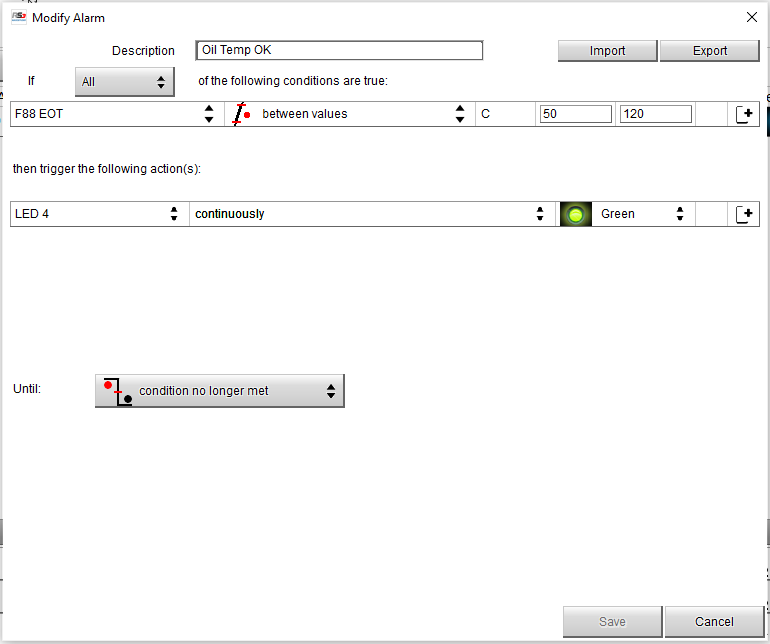 Modify Alarm
Description Oil Temp OK Import Export
If All of the following conditions are true:
F88 EOT between values C 50 120
then trigger the following action(s):
LED 4 continuously Green
Until: condition no longer met
Save Cancel